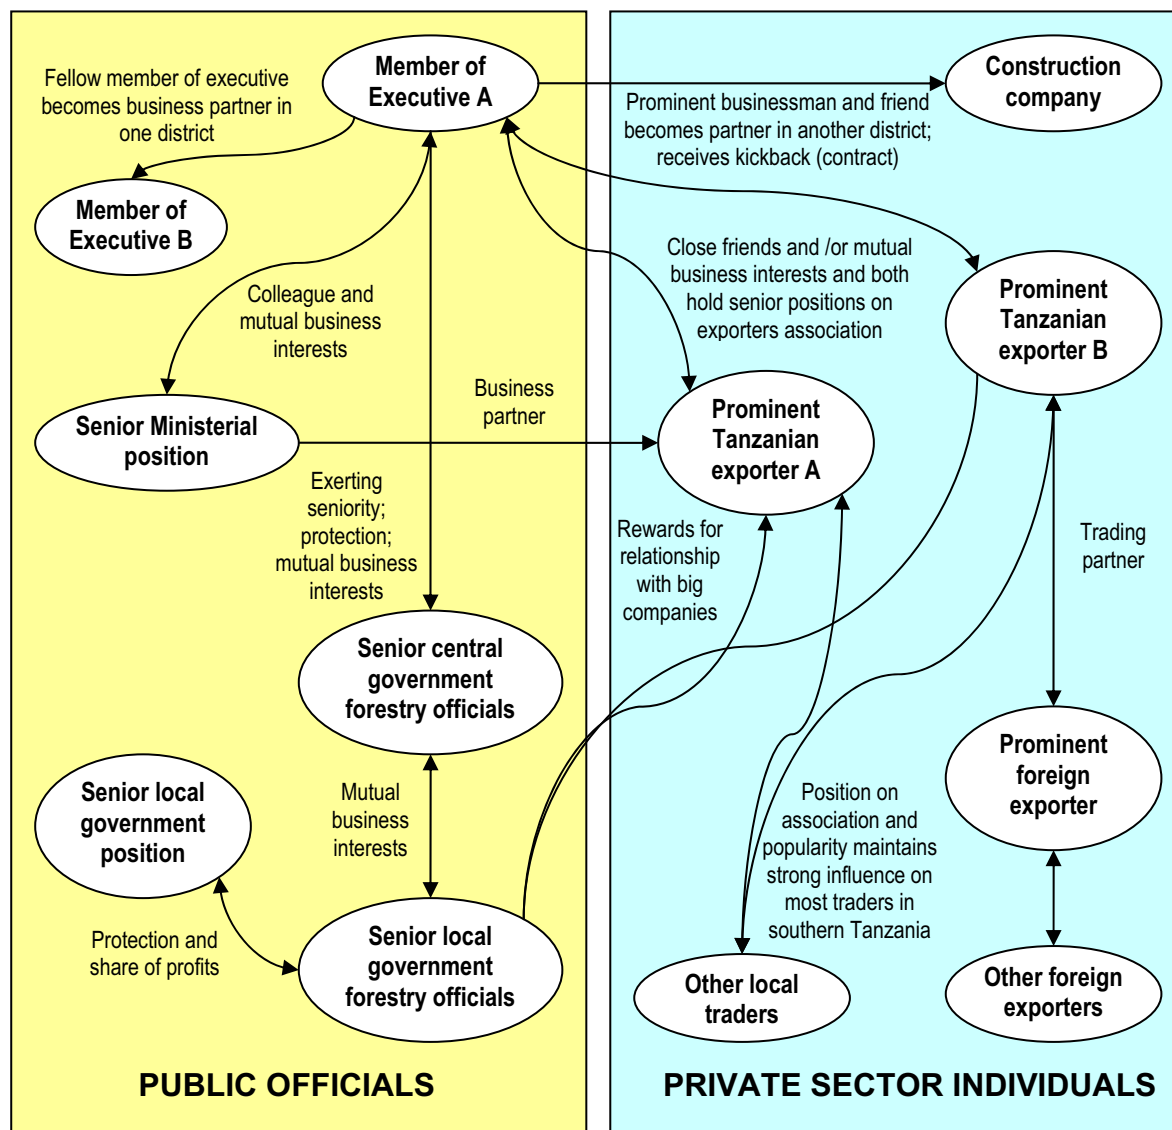 Fellow member of executive
becomes business partner in
one district
Member of
Executive A
Construction
company
Prominent businessman and friend
becomes partner in another district;
receives kickback (contract)
Member of
Executive B
Close friends and /or mutual
business interests and both
hold senior positions on
exporters association
Prominent
Tanzanian
exporter B
Colleague and
mutual business
interests
Business
partner
Senior Ministerial
position
Prominent
Tanzanian
exporter A
Exerting
seniority;
protection;
mutual business
interests
Rewards for
relationship
with big
companies
Trading
partner
Senior central
government
forestry officials
Senior local
government
position
Mutual
business
interests
Position on
association and
popularity maintains
strong influence on
most traders in
southern Tanzania
Prominent
foreign
exporter
Protection and
share of profits
Senior local
government
forestry officials
Other local
traders
Other foreign
exporters
PUBLIC OFFICIALS
PRIVATE SECTOR INDIVIDUALS